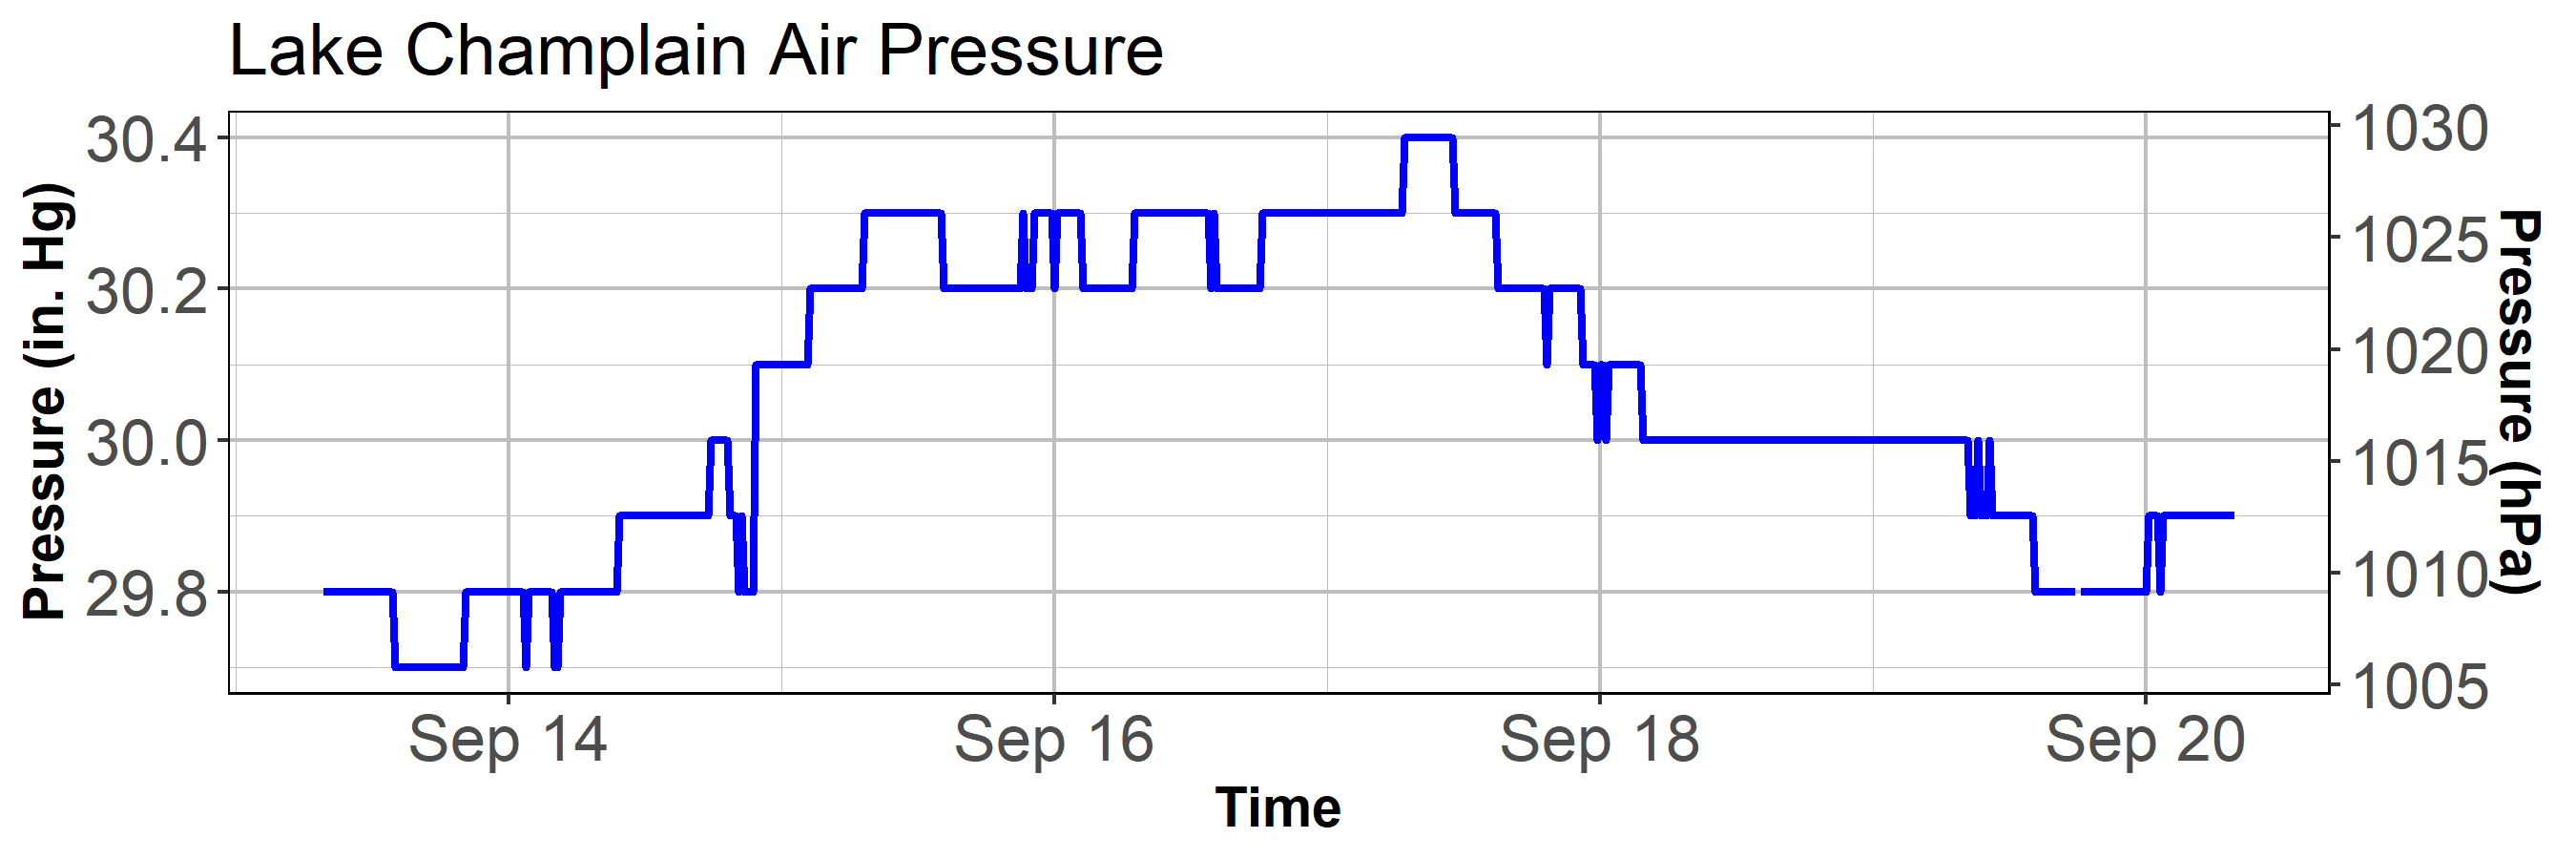 Lake Champlain Air Pressure
Pressure (in. Hg)
30.4
30.2
30.0
29.8
1030
1025
1020
1015
1010
1005
Pressure (hPa)
Sep 14
Sep 16
Sep 18
Sep 20
Time